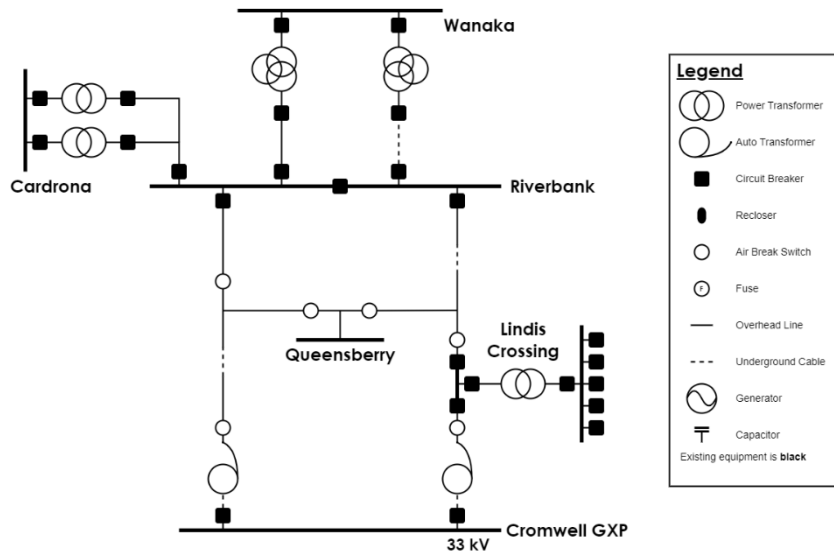 Wanaka
Cardrona
Riverbank
Queensberry
Lindis
Crossing
Cromwell GXP
33 kV
Legend
Power Transformer
Auto Transformer
Circuit Breaker
Recloser
Air Break Switch
F
Fuse
Overhead Line
Underground Cable
Generator
Capacitor
Existing equipment is black